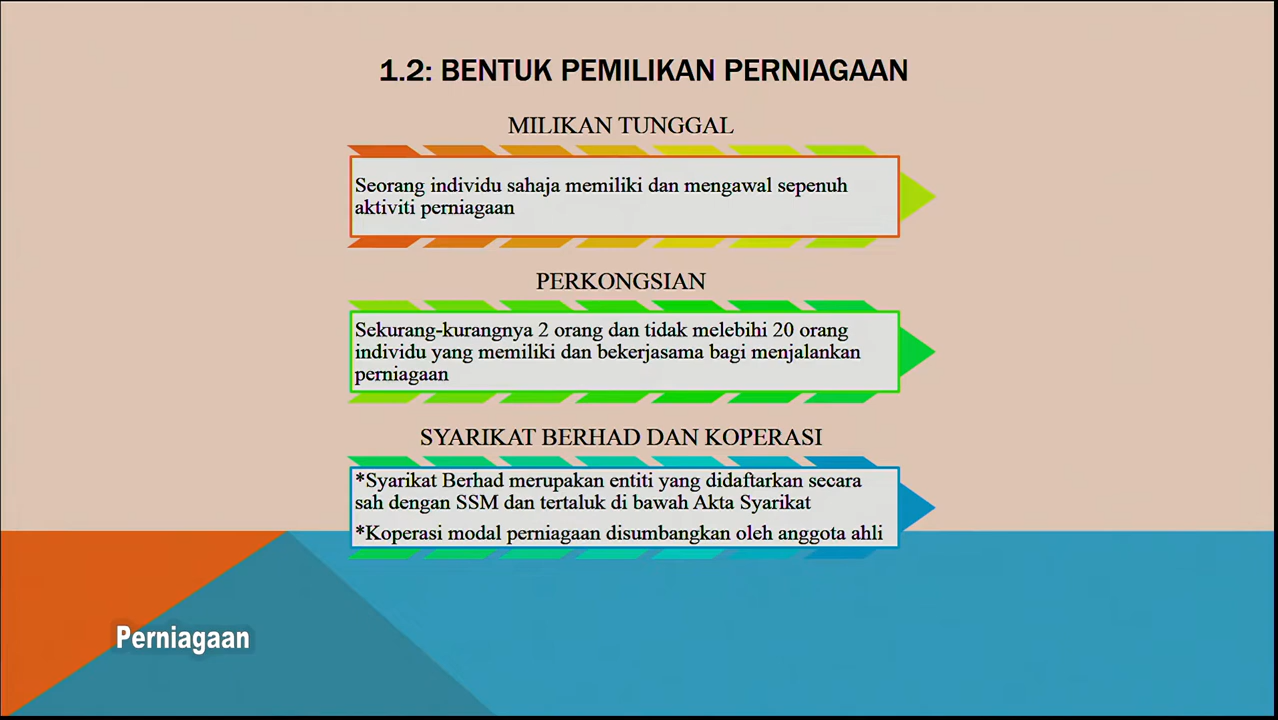 1.2: BENTUK PEMILIKAN PERNIAGAAN
MILIKAN TUNGGAL
Seorang individu sahaja memiliki dan mengawal sepenuh
aktiviti perniagaan
PERKONGSIAN
Sekurang-kurangnya 2 orang dan tidak melebihi 20 orang
individu yang memiliki dan bekerjasama bagi menjalankan
perniagaan
SYARIKAT BERHAD DAN KOPERASI
*Syarikat Berhad merupakan entiti yang didaftarkan secara
sah dengan SSM dan tertaluk di bawah Akta Syarikat
*Koperasi modal perniagaan disumbangkan oleh anggota ahli
Perniagaan